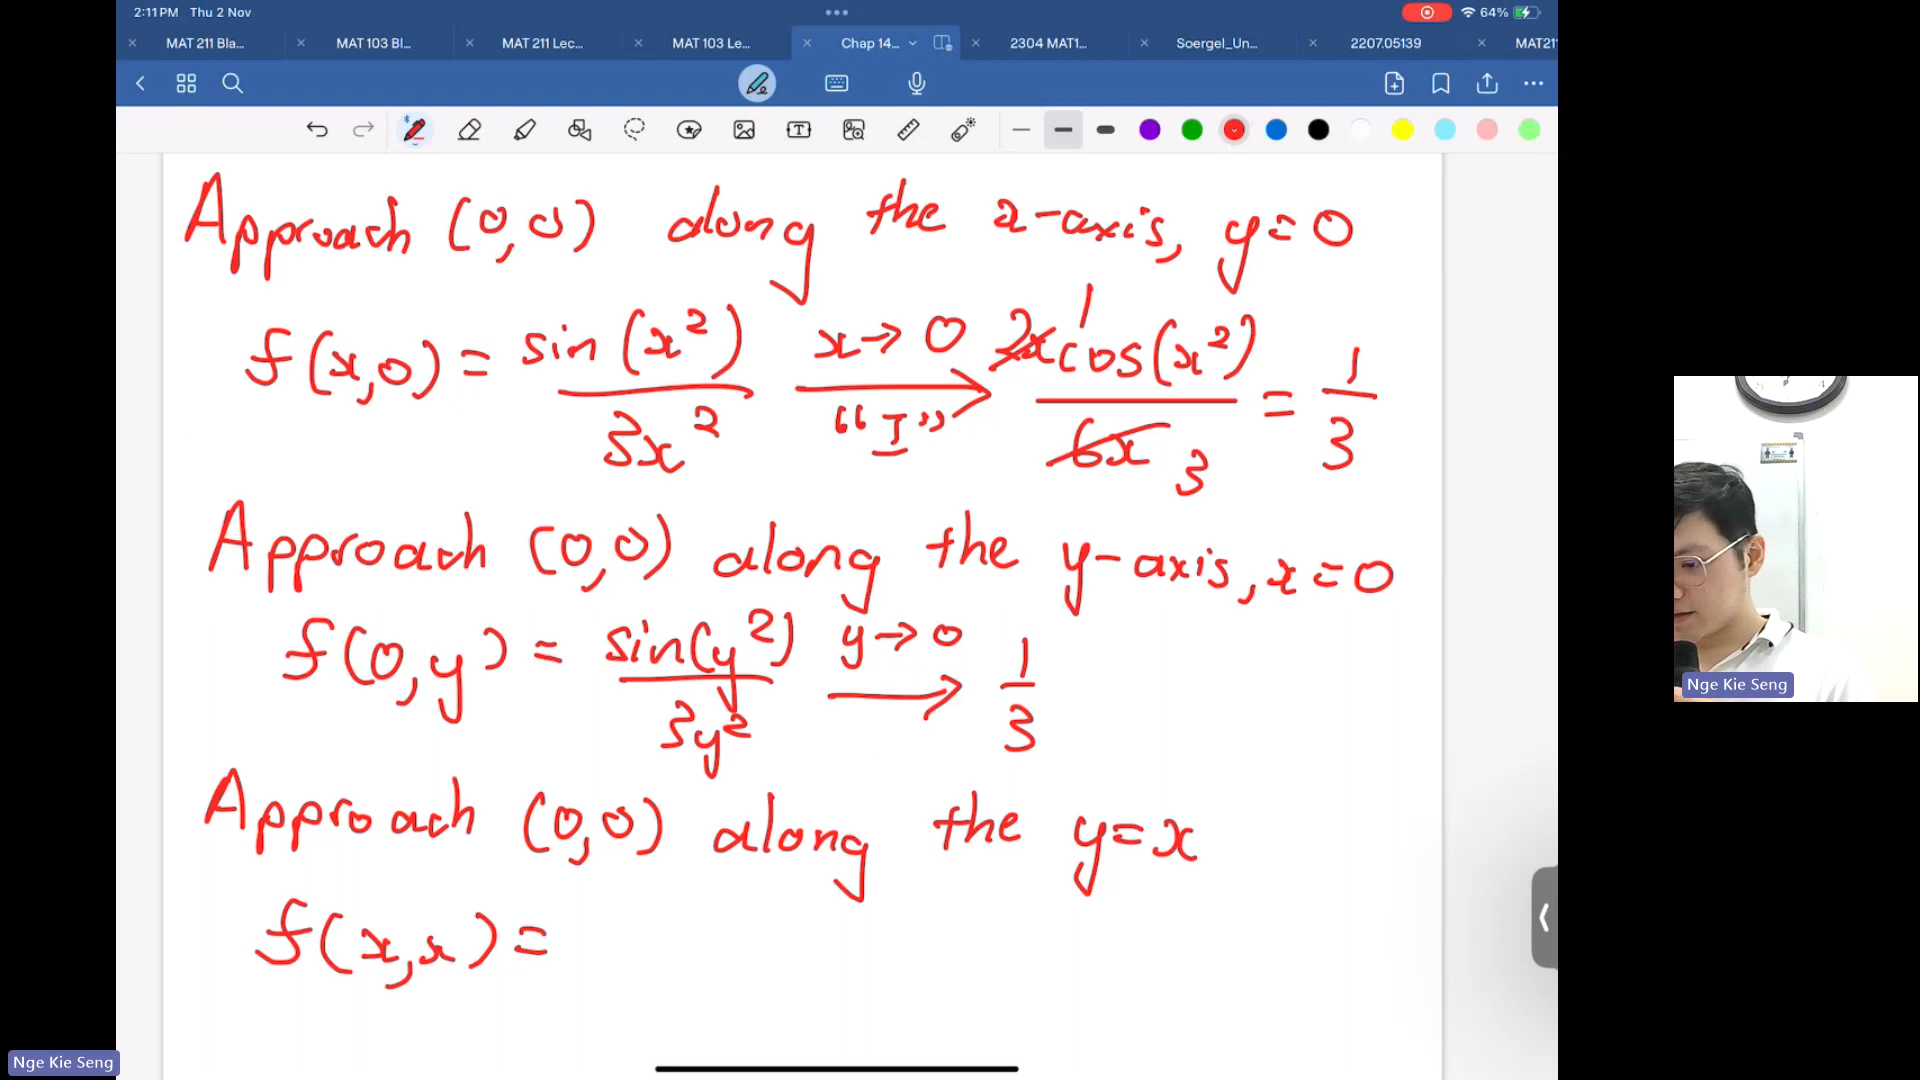 2:11 PM Thu 2 Nov
64%
MAT 211 Bla...
MAT 103 Bl...
MAT 211 Lec...
MAT 103 Le...
Chap 14...
2304 MAT1...
Soergel_Un...
2207.05139
MAT21
Approach (0,0) along the x-axis, y=0
f(x,0) = sin(x²)/3x² x→0 "I" 2x cos(x²)/6x 1 3 = 1/3
Approach (0,0) along the y-axis, x=0
f(0,y) = sin(y²)/3y² y→0 1/3
Approach (0,0) along the y=x
f(x,x) =
Nge Kie Seng
Nge Kie Seng